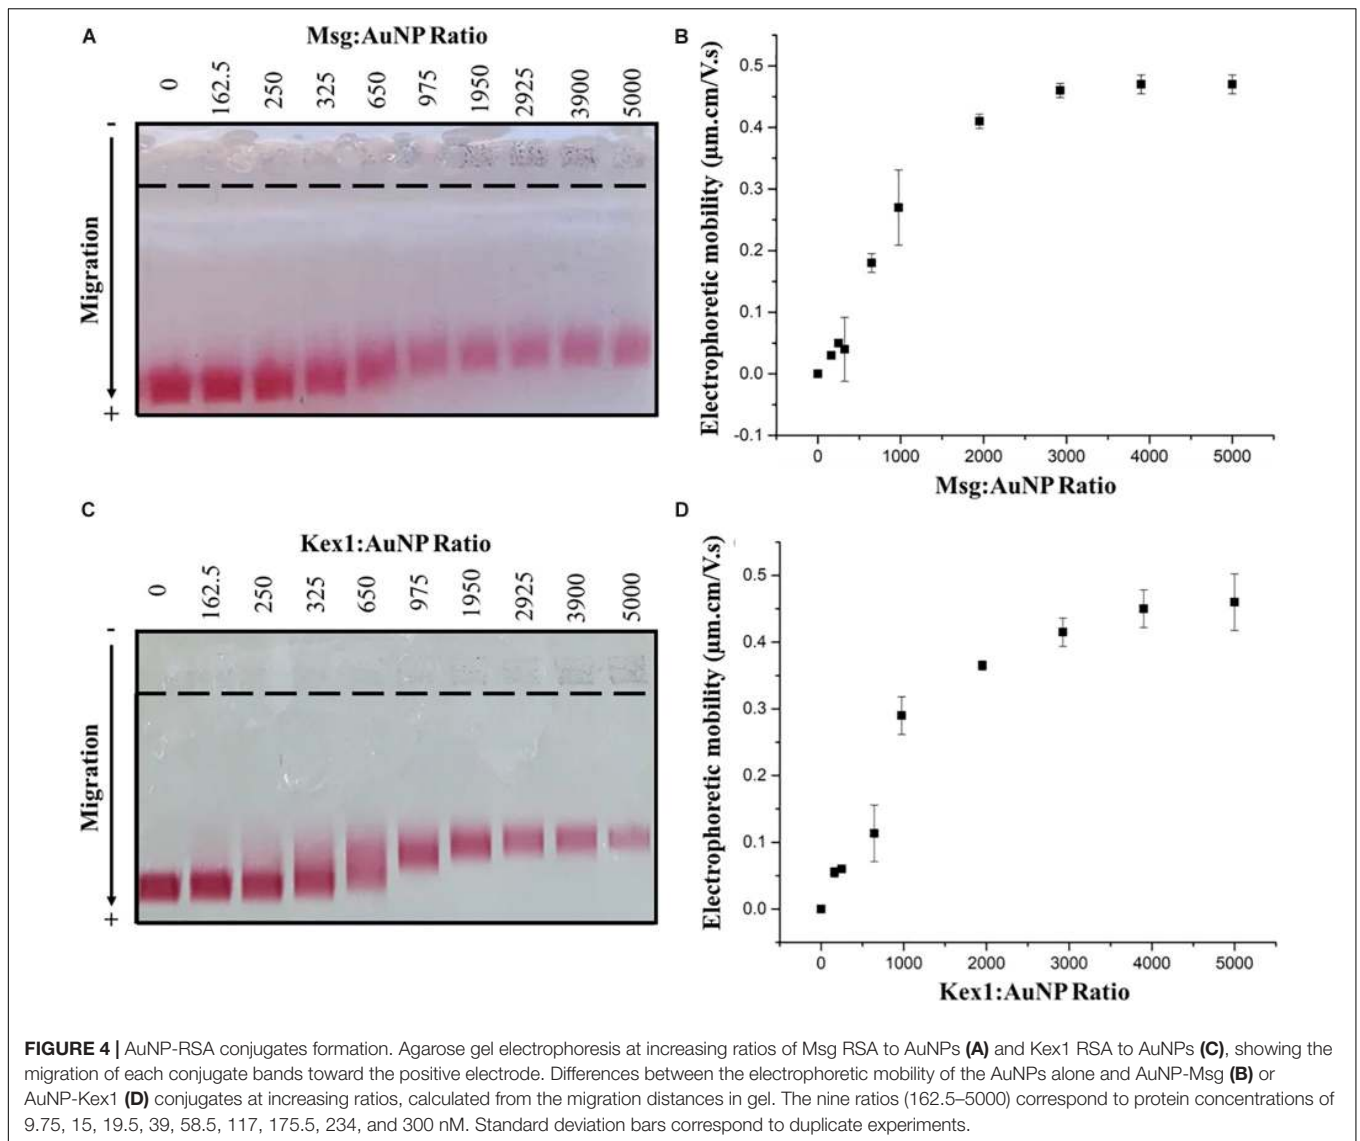 A
Msg:AuNP Ratio
0 162.5 250 325 650 975 1950 2925 3900 5000
-
Migration
+
B
Electrophoretic mobility (µm.cm/V.s)
0.5
0.4
0.3
0.2
0.1
0.0
-0.1
0 1000 2000 3000 4000 5000
Msg:AuNP Ratio
C
Kex1:AuNP Ratio
0 162.5 250 325 650 975 1950 2925 3900 5000
-
Migration
+
D
Electrophoretic mobility (µm.cm/V.s)
0.5
0.4
0.3
0.2
0.1
0.0
0 1000 2000 3000 4000 5000
Kex1:AuNP Ratio
FIGURE 4 | AuNP-RSA conjugates formation. Agarose gel electrophoresis at increasing ratios of Msg RSA to AuNPs (A) and Kex1 RSA to AuNPs (C), showing the
migration of each conjugate bands toward the positive electrode. Differences between the electrophoretic mobility of the AuNPs alone and AuNP-Msg (B) or
AuNP-Kex1 (D) conjugates at increasing ratios, calculated from the migration distances in gel. The nine ratios (162.5–5000) correspond to protein concentrations of
9.75, 15, 19.5, 39, 58.5, 117, 175.5, 234, and 300 nM. Standard deviation bars correspond to duplicate experiments.